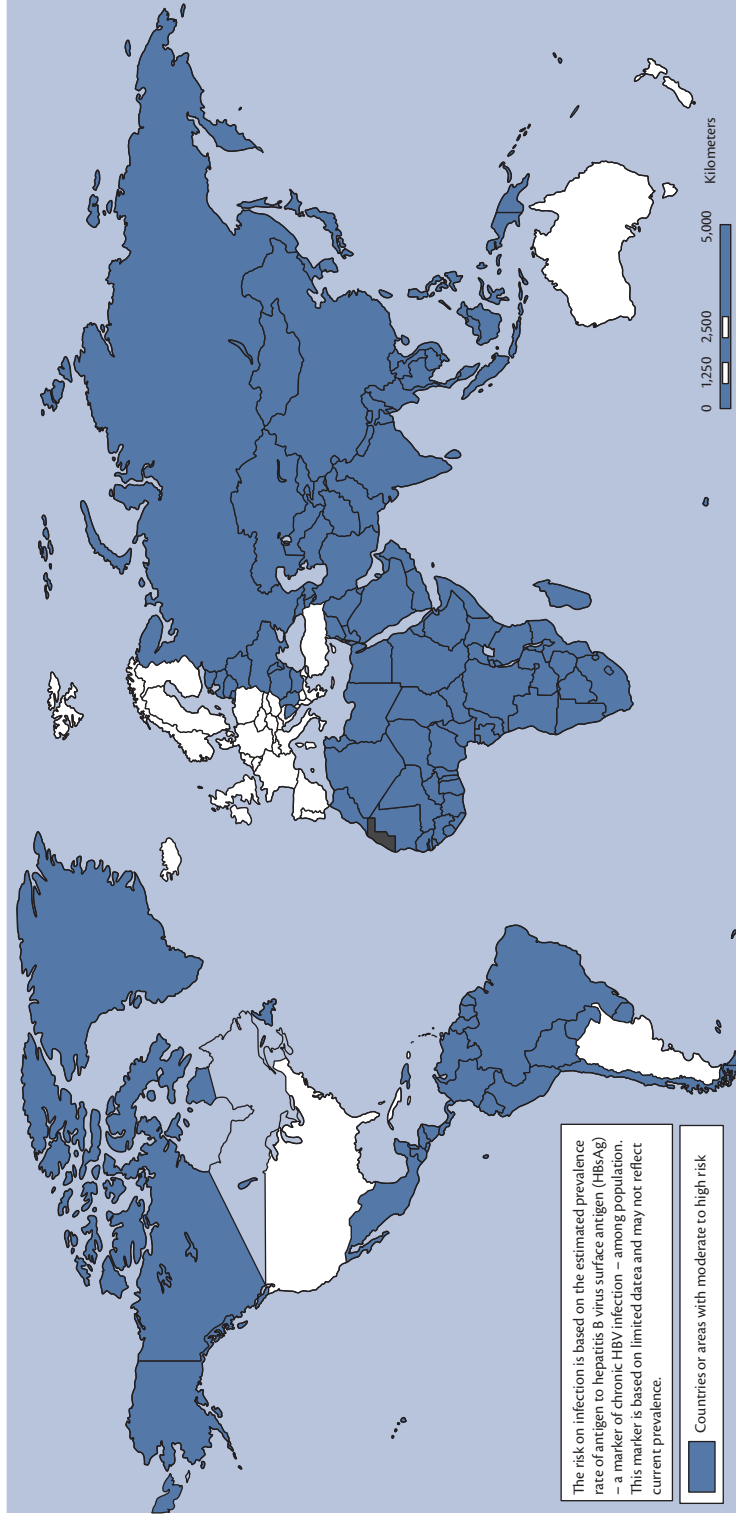 The risk on infection is based on the estimated prevalence
rate of antigen to hepatitis B virus surface antigen (HBsAg)
– a marker of chronic HBV infection – among population.
This marker is based on limited datea and may not reflect
current prevalence.
Countries or areas with moderate to high risk
0 1,250 2,500 5,000
Kilometers